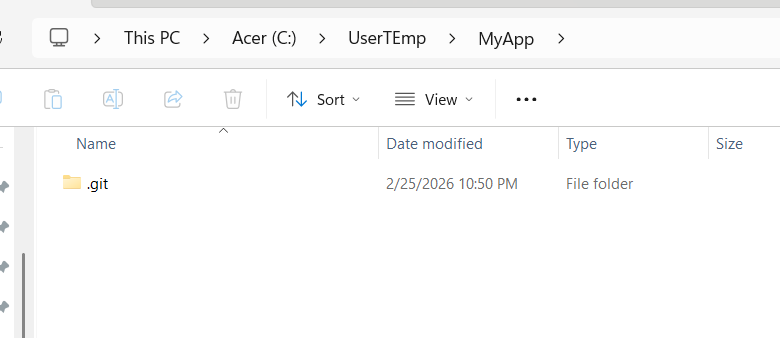 This PC > Acer (C:) > UserTEmp > MyApp >
Sort View
Name Date modified Type Size
.git 2/25/2026 10:50 PM File folder